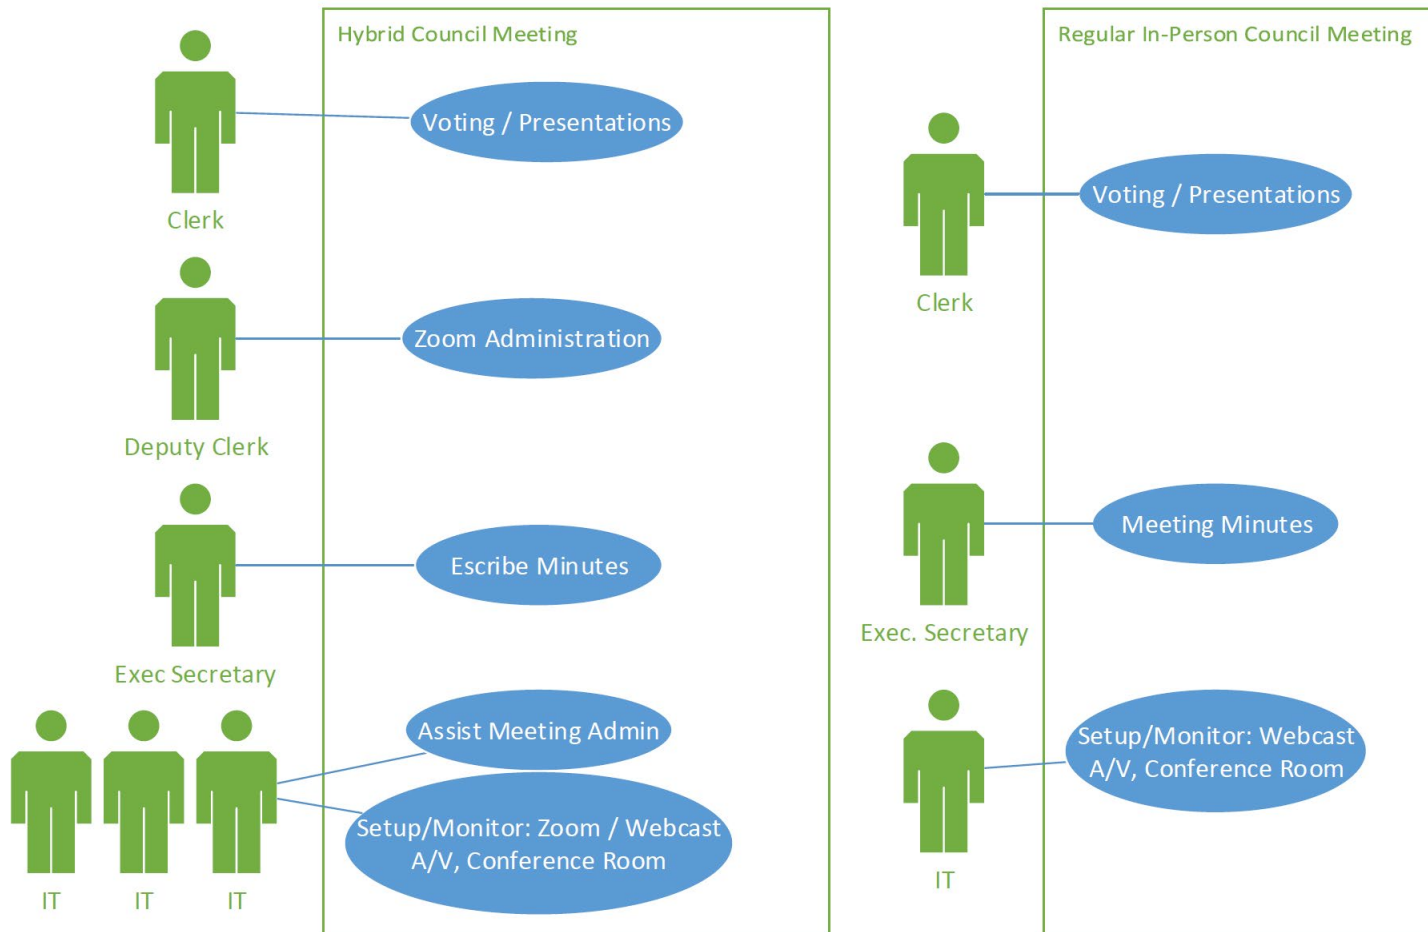 Hybrid Council Meeting
Voting / Presentations
Clerk
Zoom Administration
Deputy Clerk
Escribe Minutes
Exec Secretary
Assist Meeting Admin
Setup/Monitor: Zoom / Webcast
A/V, Conference Room
IT
IT
IT
Regular In-Person Council Meeting
Voting / Presentations
Clerk
Meeting Minutes
Exec. Secretary
Setup/Monitor: Webcast
A/V, Conference Room
IT